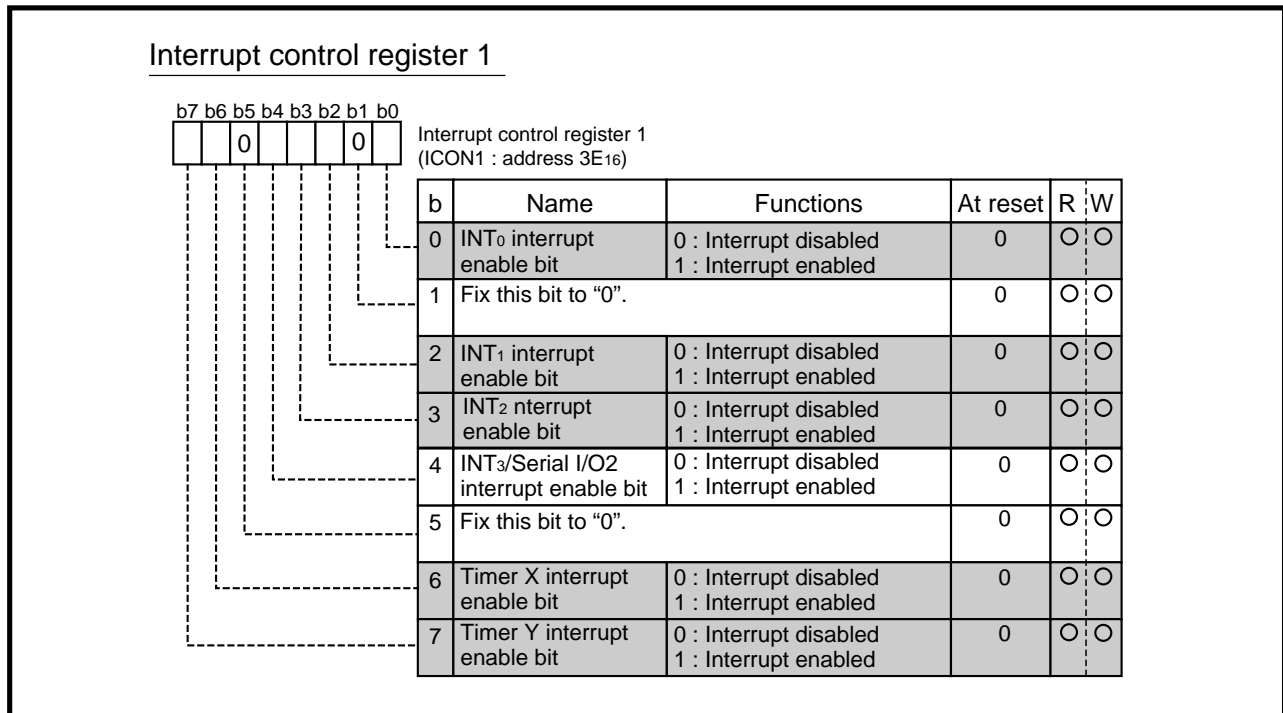 Interrupt control register 1
b7 b6 b5 b4 b3 b2 b1 b0
0 0
Interrupt control register 1
(ICON1 : address 3E16)
b Name Functions At reset R W
0 INT0 interrupt enable bit 0 : Interrupt disabled 0 O O
1 : Interrupt enabled
1 Fix this bit to “0”. 0 O O
2 INT1 interrupt enable bit 0 : Interrupt disabled 0 O O
1 : Interrupt enabled
3 INT2 nterrupt enable bit 0 : Interrupt disabled 0 O O
1 : Interrupt enabled
4 INT3/Serial I/O2 interrupt enable bit 0 : Interrupt disabled 0 O O
1 : Interrupt enabled
5 Fix this bit to “0”. 0 O O
6 Timer X interrupt enable bit 0 : Interrupt disabled 0 O O
1 : Interrupt enabled
7 Timer Y interrupt enable bit 0 : Interrupt disabled 0 O O
1 : Interrupt enabled